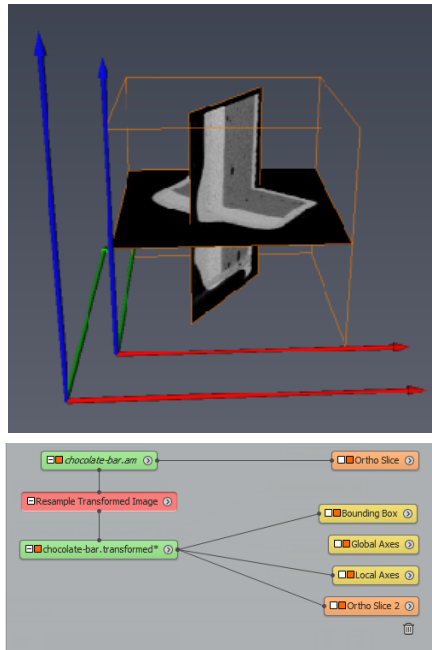 chocolate-bar.am
Ortho Slice
Resample Transformed Image
Bounding Box
Global Axes
chocolate-bar.transformed*
Local Axes
Ortho Slice 2